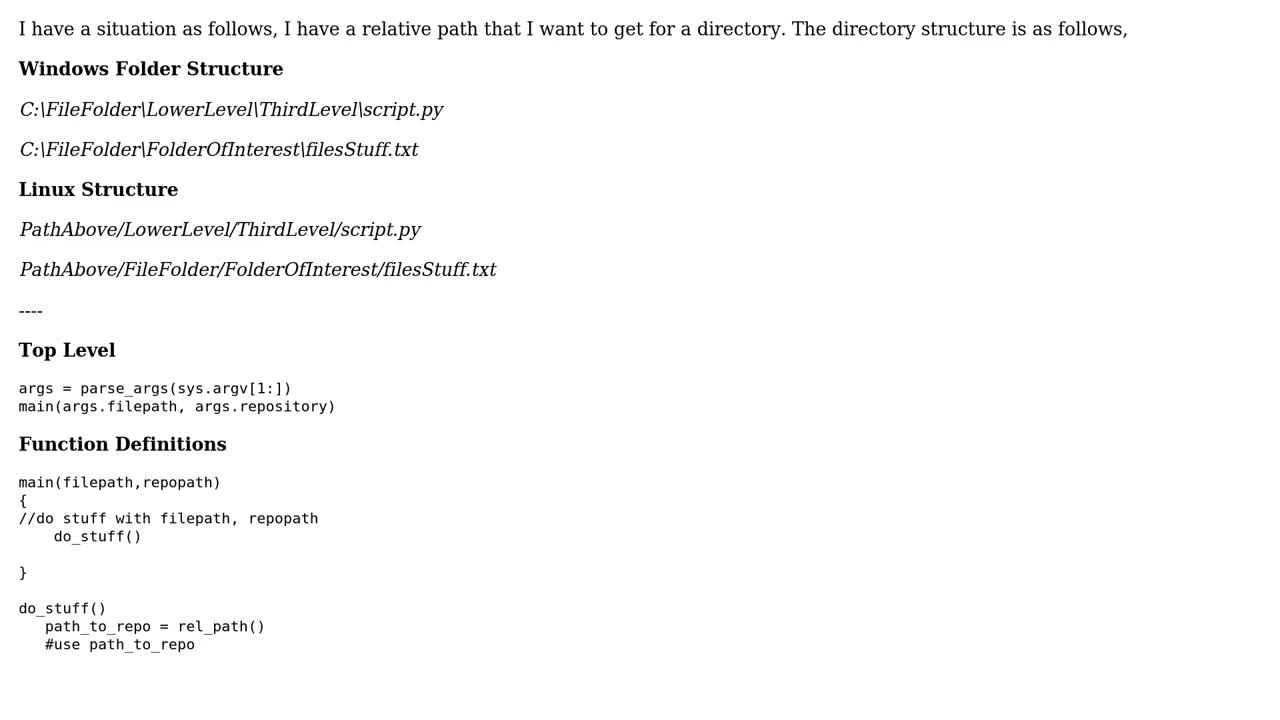 I have a situation as follows, I have a relative path that I want to get for a directory. The directory structure is as follows,
Windows Folder Structure
C:\FileFolder\LowerLevel\ThirdLevel\script.py
C:\FileFolder\FolderOfInterest\filesStuff.txt
Linux Structure
PathAbove/LowerLevel/ThirdLevel/script.py
PathAbove/FileFolder/FolderOfInterest/filesStuff.txt
----
Top Level
args = parse_args(sys.argv[1:])
main(args.filepath, args.repository)
Function Definitions
main(filepath,repopath)
{
//do stuff with filepath, repopath
    do_stuff()
}
do_stuff()
   path_to_repo = rel_path()
   #use path_to_repo